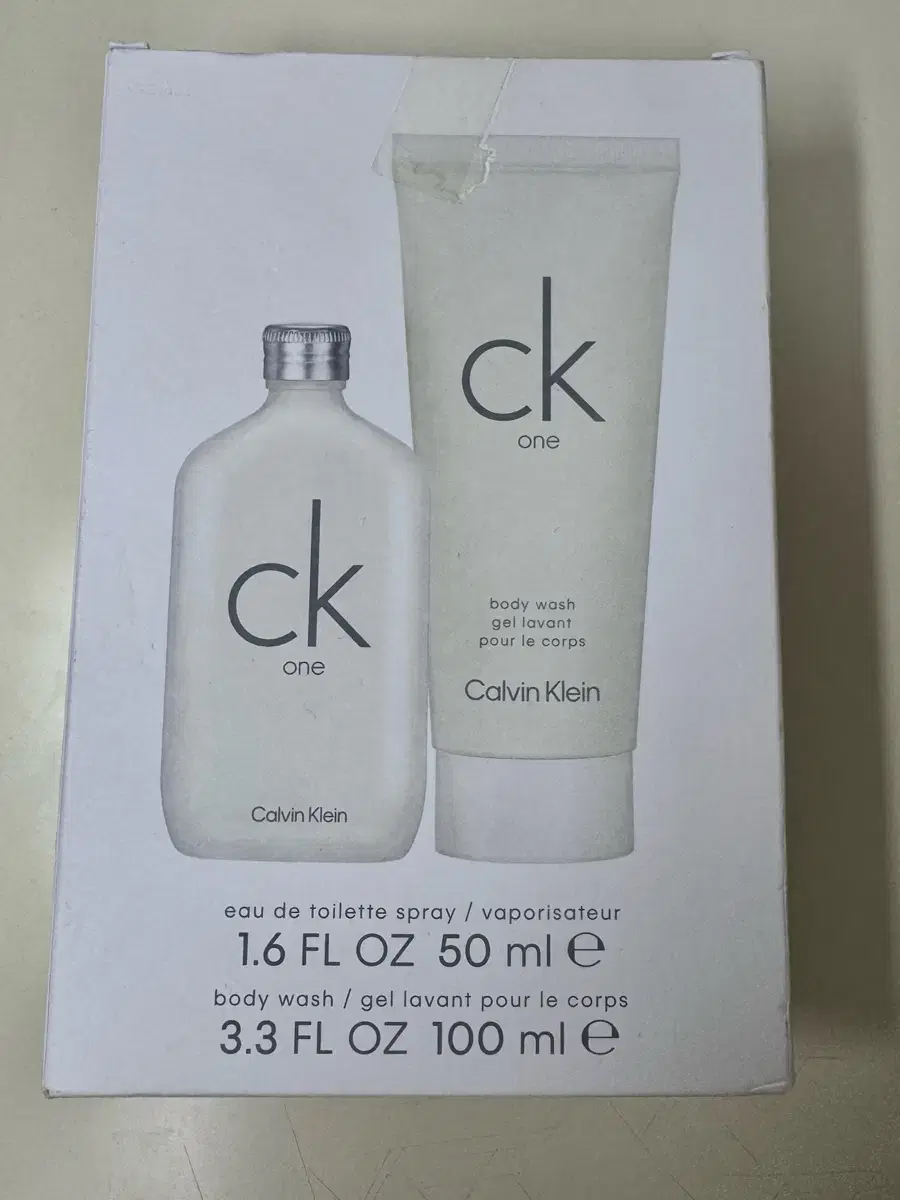 ck
one
body wash
gel lavant
pour le corps
Calvin Klein
ck
one
Calvin Klein
eau de toilette spray / vaporisateur
1.6 FL OZ 50 ml ℮
body wash / gel lavant pour le corps
3.3 FL OZ 100 ml ℮